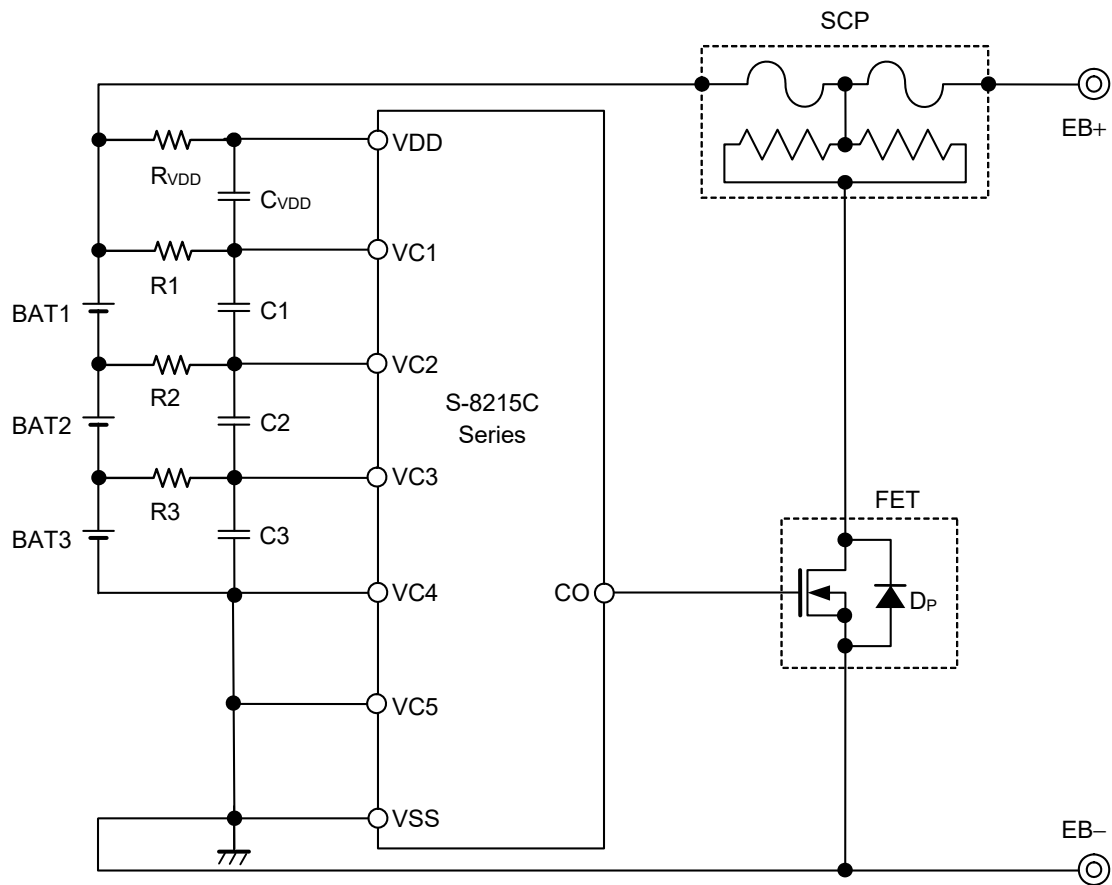 SCP
EB+
VDD
RVDD
CVDD
VC1
R1
BAT1
C1
VC2
R2
S-8215C
Series
BAT2
C2
VC3
R3
FET
BAT3
C3
VC4
CO
DP
VC5
VSS
EB−